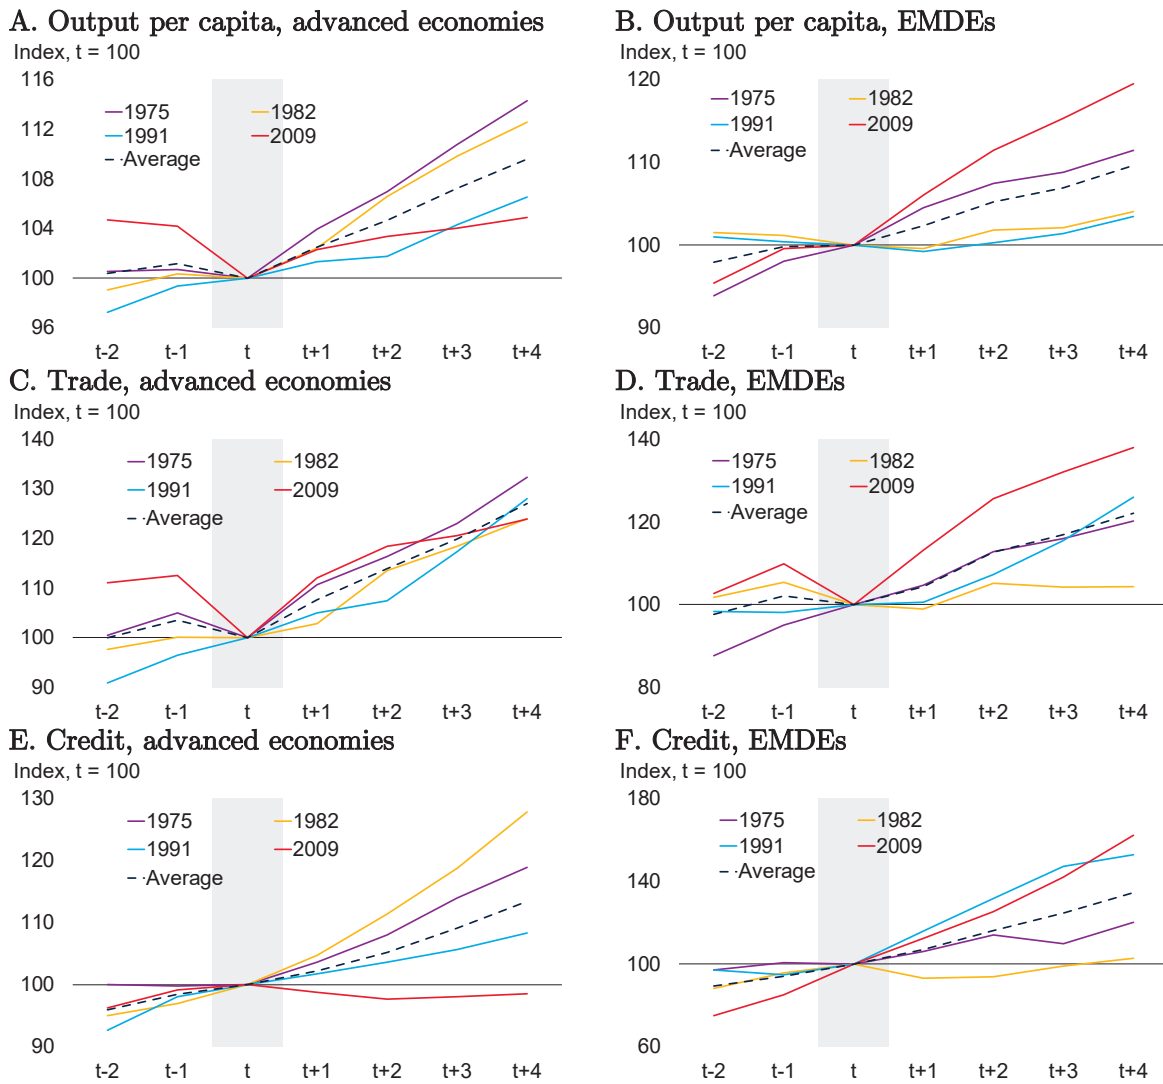 A. Output per capita, advanced economies
Index, t = 100
116
112
108
104
100
96
1975
1982
1991
2009
Average
t-2 t-1 t t+1 t+2 t+3 t+4
B. Output per capita, EMDEs
Index, t = 100
120
110
100
90
1975
1982
1991
2009
Average
t-2 t-1 t t+1 t+2 t+3 t+4
C. Trade, advanced economies
Index, t = 100
140
130
120
110
100
90
1975
1982
1991
2009
Average
t-2 t-1 t t+1 t+2 t+3 t+4
D. Trade, EMDEs
Index, t = 100
140
120
100
80
1975
1982
1991
2009
Average
t-2 t-1 t t+1 t+2 t+3 t+4
E. Credit, advanced economies
Index, t = 100
130
120
110
100
90
1975
1982
1991
2009
Average
t-2 t-1 t t+1 t+2 t+3 t+4
F. Credit, EMDEs
Index, t = 100
180
140
100
60
1975
1982
1991
2009
Average
t-2 t-1 t t+1 t+2 t+3 t+4